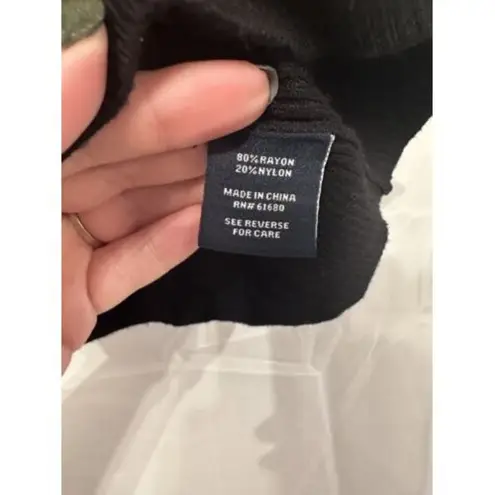 80%RAYON
20%NYLON
MADE IN CHINA
RN# 61680
SEE REVERSE
FOR CARE